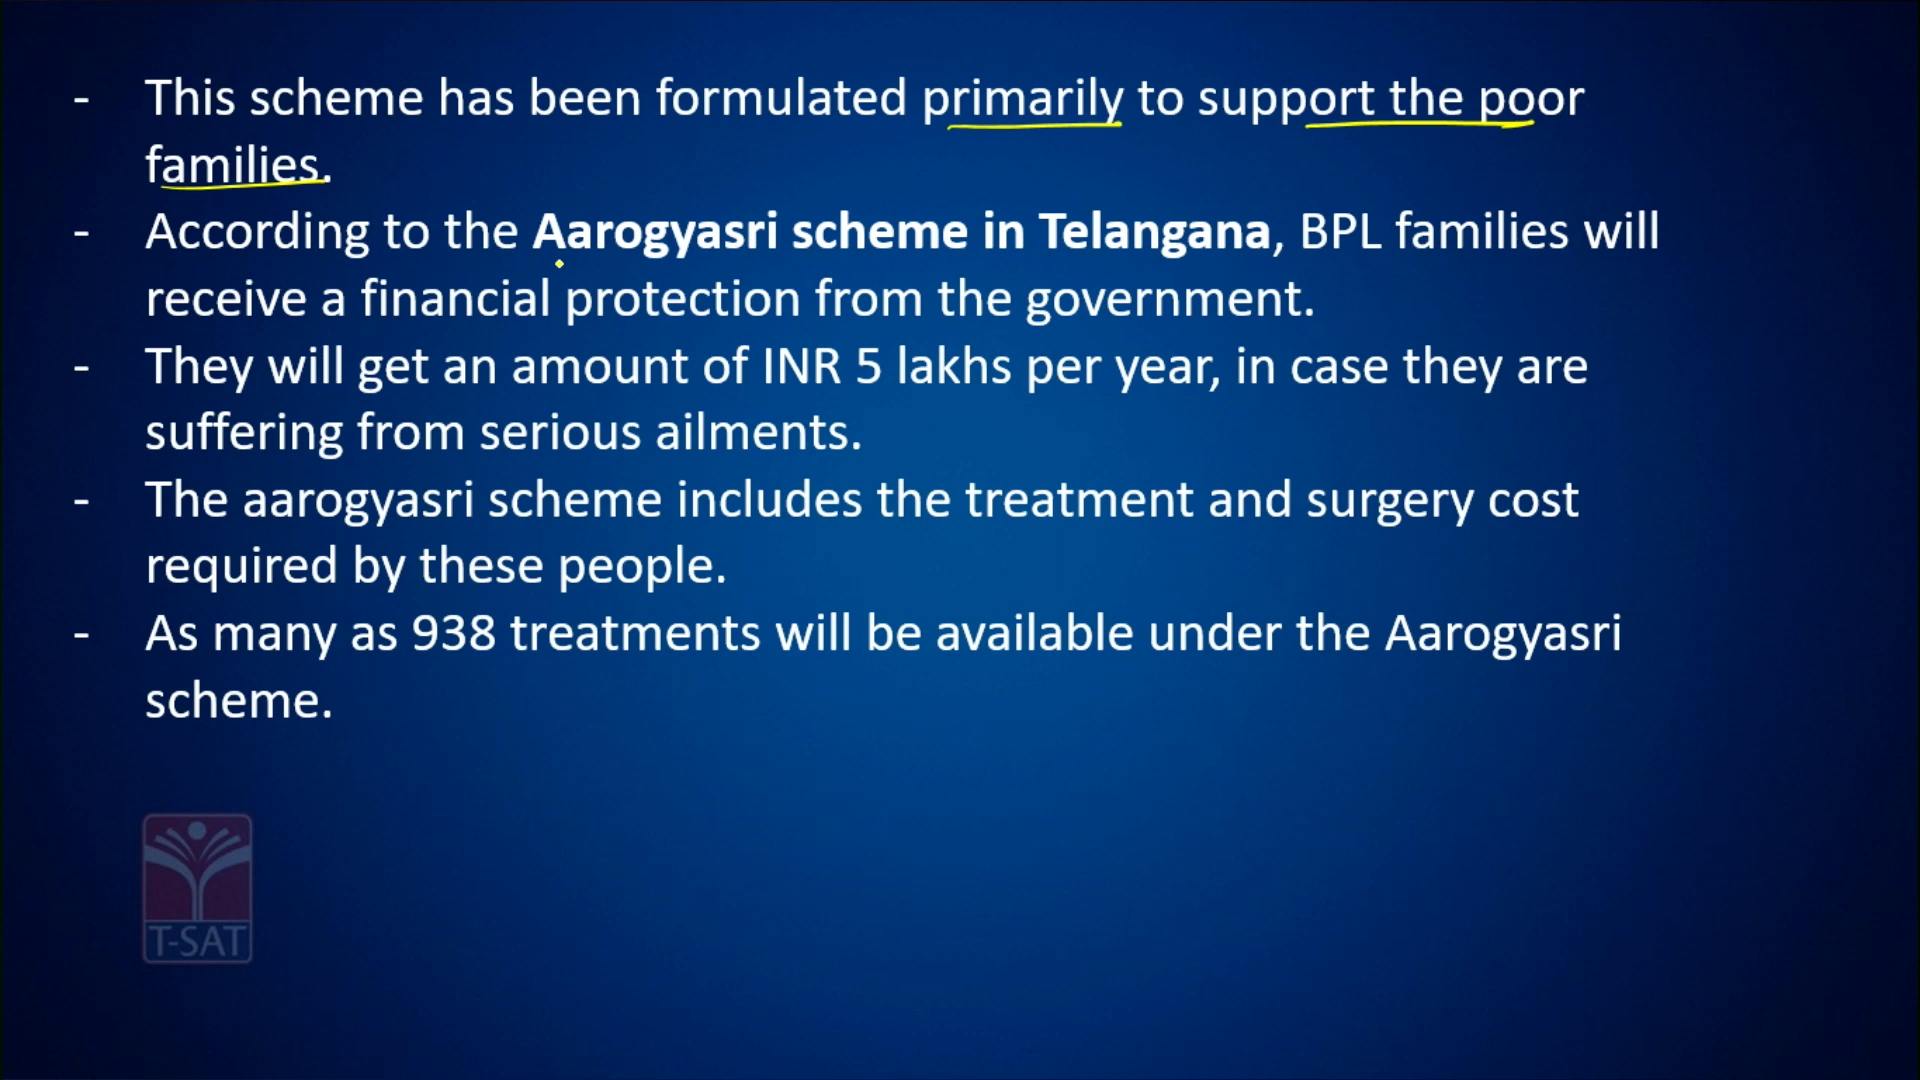 - This scheme has been formulated primarily to support the poor
families.
- According to the Aarogyasri scheme in Telangana, BPL families will
receive a financial protection from the government.
- They will get an amount of INR 5 lakhs per year, in case they are
suffering from serious ailments.
- The aarogyasri scheme includes the treatment and surgery cost
required by these people.
- As many as 938 treatments will be available under the Aarogyasri
scheme.
T-SAT